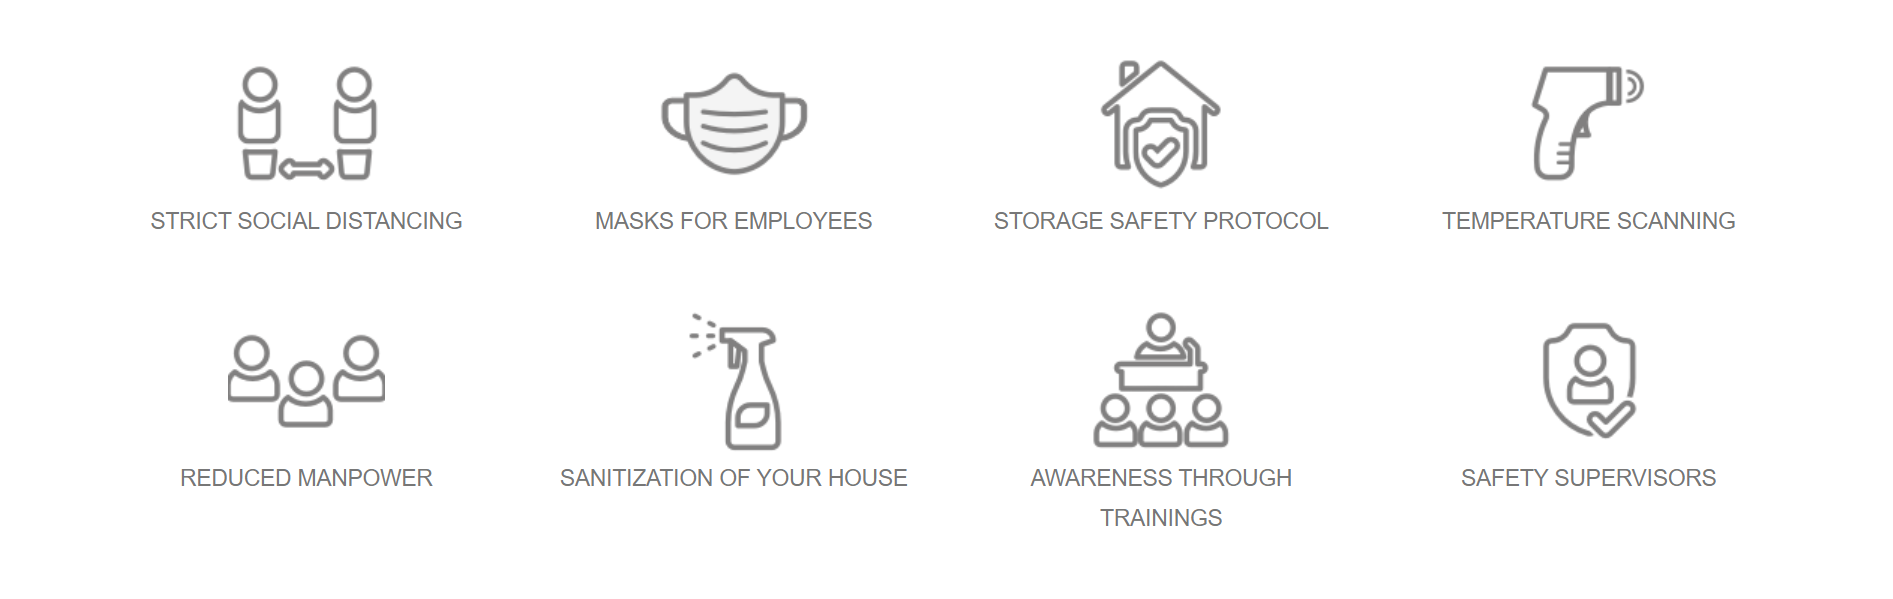 STRICT SOCIAL DISTANCING
MASKS FOR EMPLOYEES
STORAGE SAFETY PROTOCOL
TEMPERATURE SCANNING
REDUCED MANPOWER
SANITIZATION OF YOUR HOUSE
AWARENESS THROUGH
TRAININGS
SAFETY SUPERVISORS